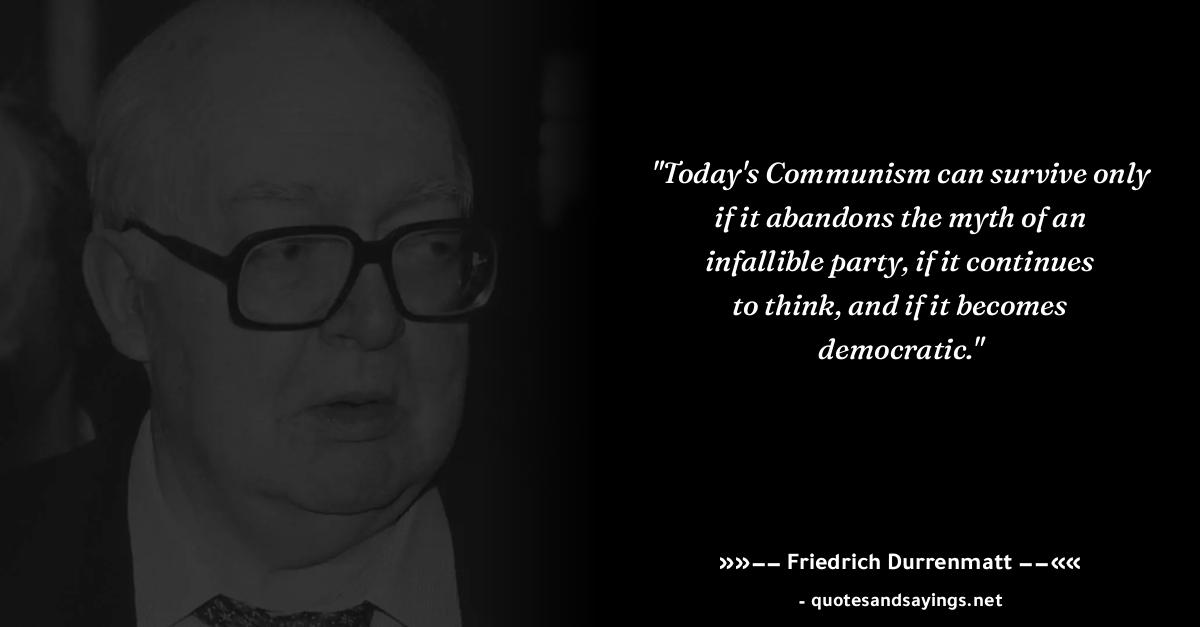 "Today's Communism can survive only
if it abandons the myth of an
infallible party, if it continues
to think, and if it becomes
democratic."
»»–– Friedrich Durrenmatt ––««
- quotesandsayings.net